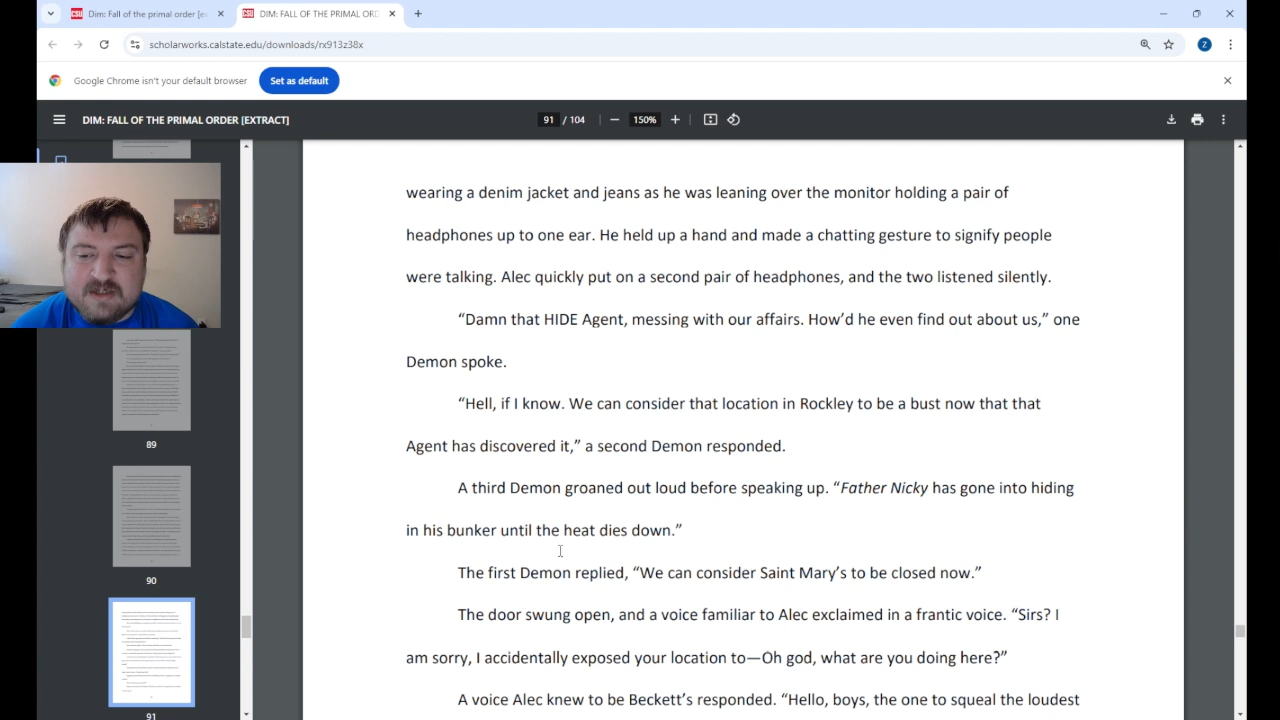 DIM: Fall of the primal order [e
DIM: FALL OF THE PRIMAL ORD
scholarworks.calstate.edu/downloads/rx913z38x
Z
Google Chrome isn't your default browser
Set as default
DIM: FALL OF THE PRIMAL ORDER [EXTRACT]
91 / 104
150%
89
90
91
wearing a denim jacket and jeans as he was leaning over the monitor holding a pair of
headphones up to one ear. He held up a hand and made a chatting gesture to signify people
were talking. Alec quickly put on a second pair of headphones, and the two listened silently.
“Damn that HIDE Agent, messing with our affairs. How’d he even find out about us,” one
Demon spoke.
“Hell, if I know. We can consider that location in Rockley to be a bust now that that
Agent has discovered it,” a second Demon responded.
A third Demon groaned out loud before speaking up. “Father Nicky has gone into hiding
in his bunker until the heat dies down.”
The first Demon replied, “We can consider Saint Mary’s to be closed now.”
The door swung open, and a voice familiar to Alec exclaimed in a frantic voice. “Sirs? I
am sorry, I accidentally exposed your location to—Oh god, what are you doing here?”
A voice Alec knew to be Beckett’s responded. “Hello, boys, the one to squeal the loudest